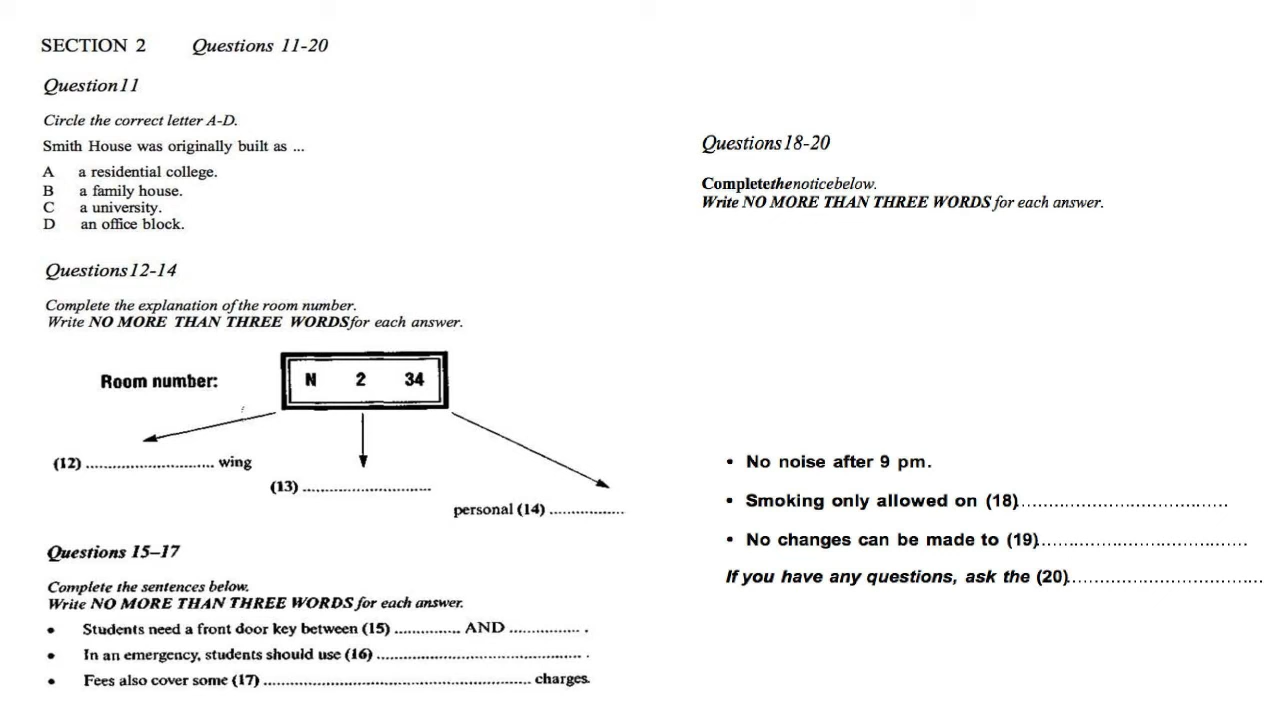 SECTION 2 Questions 11-20
Question 11
Circle the correct letter A-D.
Smith House was originally built as ...
A a residential college.
B a family house.
C a university.
D an office block.
Questions 12-14
Complete the explanation of the room number.
Write NO MORE THAN THREE WORDS for each answer.
Room number: N 2 34
(12) ............................ wing
(13) ............................
personal (14) ................
Questions 15–17
Complete the sentences below.
Write NO MORE THAN THREE WORDS for each answer.
• Students need a front door key between (15) .............. AND ............... .
• In an emergency, students should use (16) ............................................ .
• Fees also cover some (17) .......................................................... charges.
Questions 18-20
Complete the notice below.
Write NO MORE THAN THREE WORDS for each answer.
• No noise after 9 pm.
• Smoking only allowed on (18)......................................
• No changes can be made to (19)......................................
If you have any questions, ask the (20)......................................